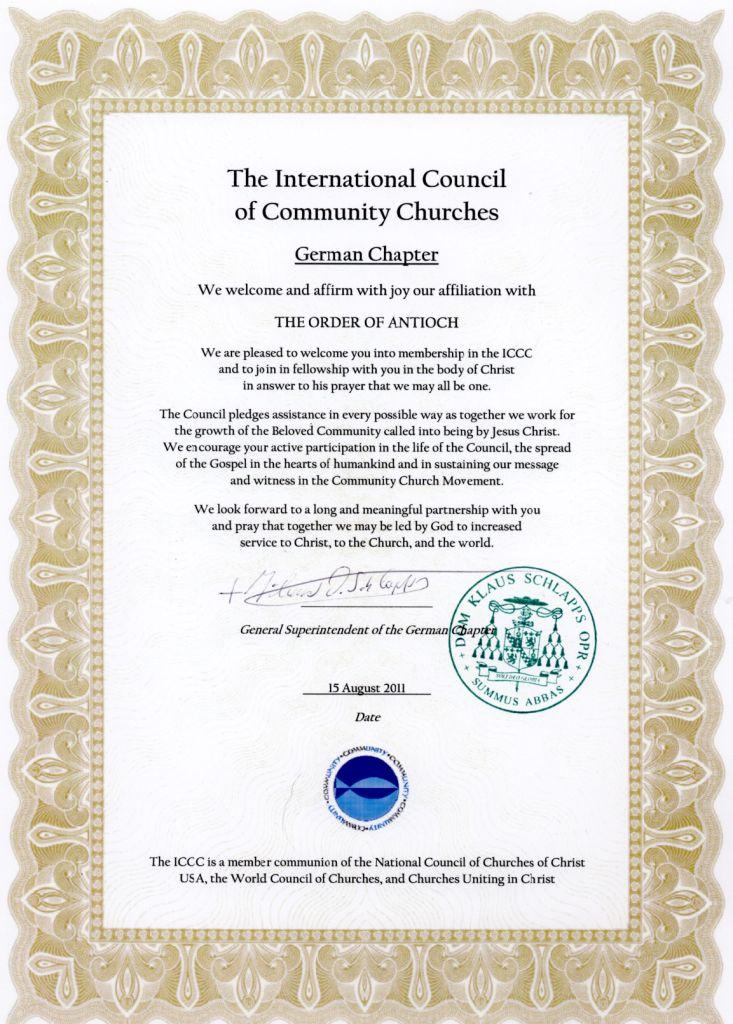 The International Council
of Community Churches
German Chapter
We welcome and affirm with joy our affiliation with
THE ORDER OF ANTIOCH
We are pleased to welcome you into membership in the ICCC
and to join in fellowship with you in the body of Christ
in answer to his prayer that we may all be one.
The Council pledges assistance in every possible way as together we work for
the growth of the Beloved Community called into being by Jesus Christ.
We encourage your active participation in the life of the Council, the spread
of the Gospel in the hearts of humankind and in sustaining our message
and witness in the Community Church Movement.
We look forward to a long and meaningful partnership with you
and pray that together we may be led by God to increased
service to Christ, to the Church, and the world.
General Superintendent of the German Chapter
+ DOM KLAUS SCHLAPPS OPR +
SOLI DEO GLORIA
+ SUMMUS ABBAS +
15 August 2011
Date
COMMUNITY • COMMUNITY • COMMUNITY • COMMUNITY • COMMUNITY •
The ICCC is a member communion of the National Council of Churches of Christ
USA, the World Council of Churches, and Churches Uniting in Christ